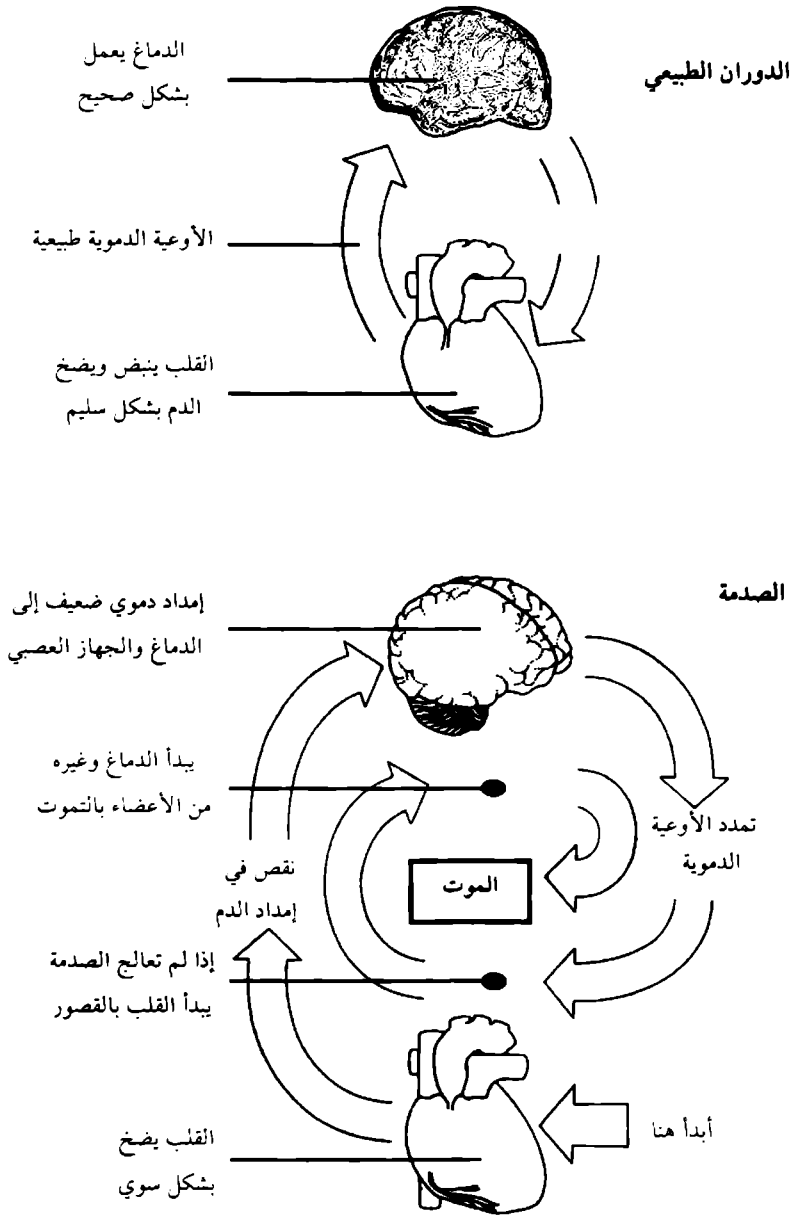 الدوران الطبيعي
الدماغ يعمل
بشكل صحيح
الأوعية الدموية طبيعية
القلب ينبض ويضخ
الدم بشكل سليم
الصدمة
إمداد دموي ضعيف إلى
الدماغ والجهاز العصبي
يبدأ الدماغ وغيره
من الأعضاء بالتموت
تمدد الأوعية
الدموية
الموت
نقص في
إمداد الدم
إذا لم تعالج الصدمة
يبدأ القلب بالقصور
أبدأ هنا
القلب يضخ
بشكل سوي